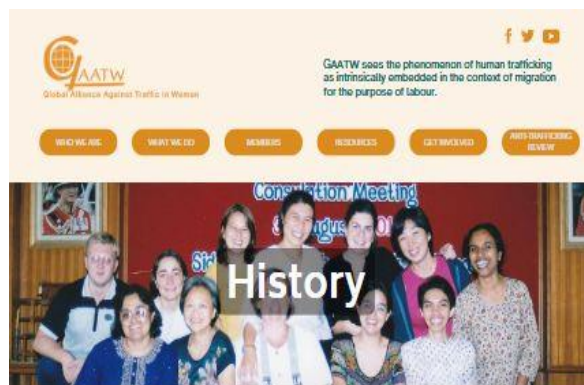 GAATW
Global Alliance Against Traffic in Women
GAATW sees the phenomenon of human trafficking
as intrinsically embedded in the context of migration
for the purpose of labour.
WHO WE ARE
WHAT WE DO
MEMBERS
RESOURCES
GET INVOLVED
ANTI-TRAFFICKING
REVIEW
Consultation Meeting
History